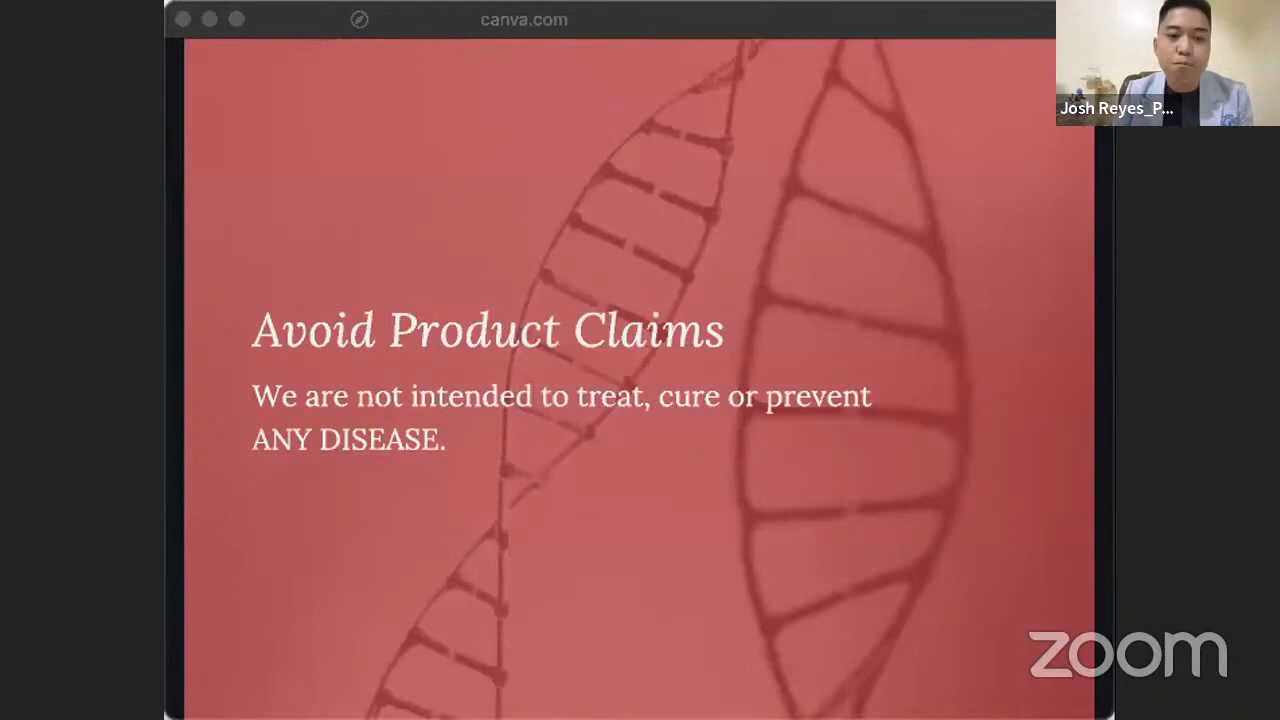 canva.com
Josh Reyes_P...
Avoid Product Claims
We are not intended to treat, cure or prevent
ANY DISEASE.
zoom